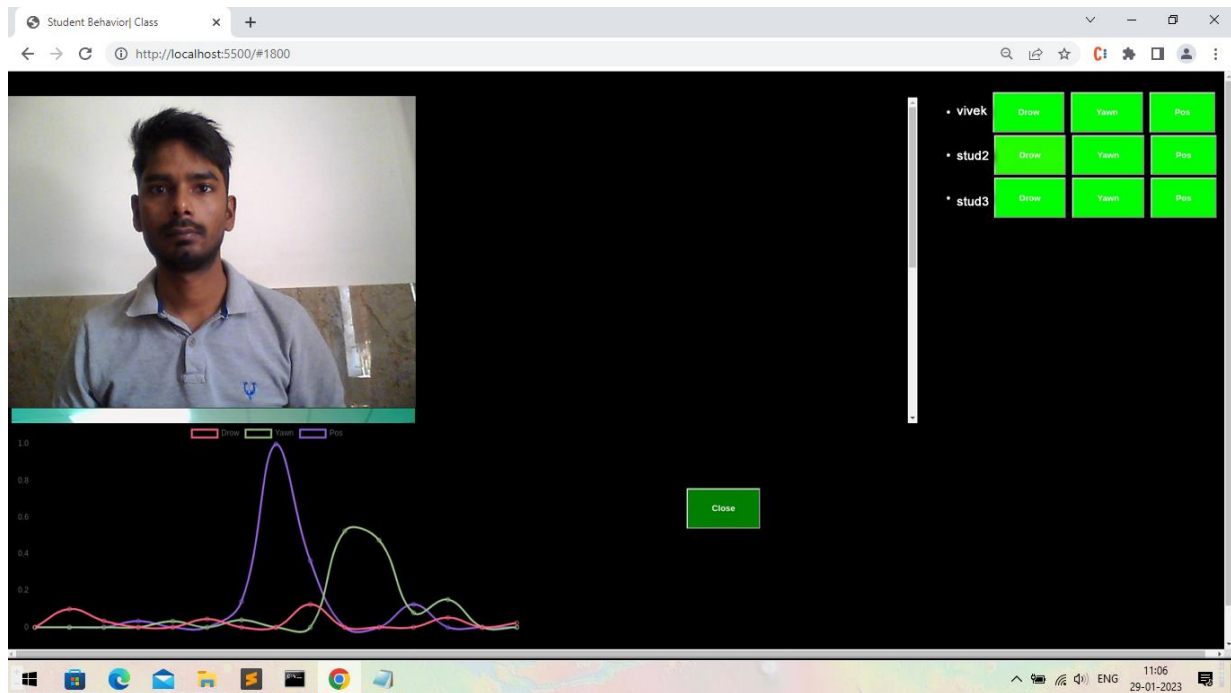 Student Behavior| Class
http://localhost:5500/#1800
vivek Drow Yawn Pos
stud2 Drow Yawn Pos
stud3 Drow Yawn Pos
Drow Yawn Pos
1.0
0.8
0.6
0.4
0.2
0
Close
ENG
11:06
29-01-2023